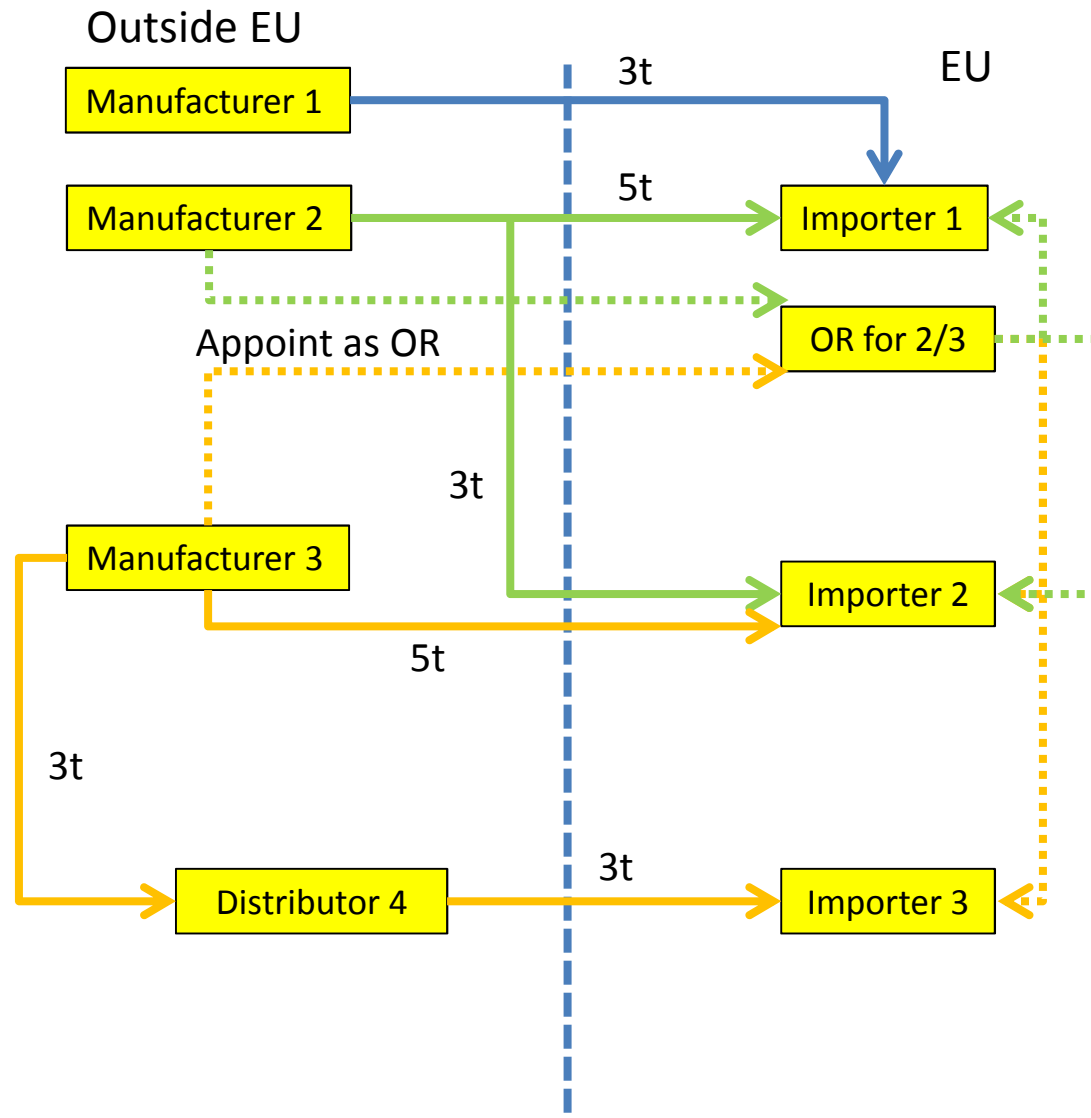 Outside EU
EU
3t
Manufacturer 1
Manufacturer 2
5t
Importer 1
OR for 2/3
Appoint as OR
3t
Manufacturer 3
Importer 2
5t
3t
3t
Distributor 4
Importer 3